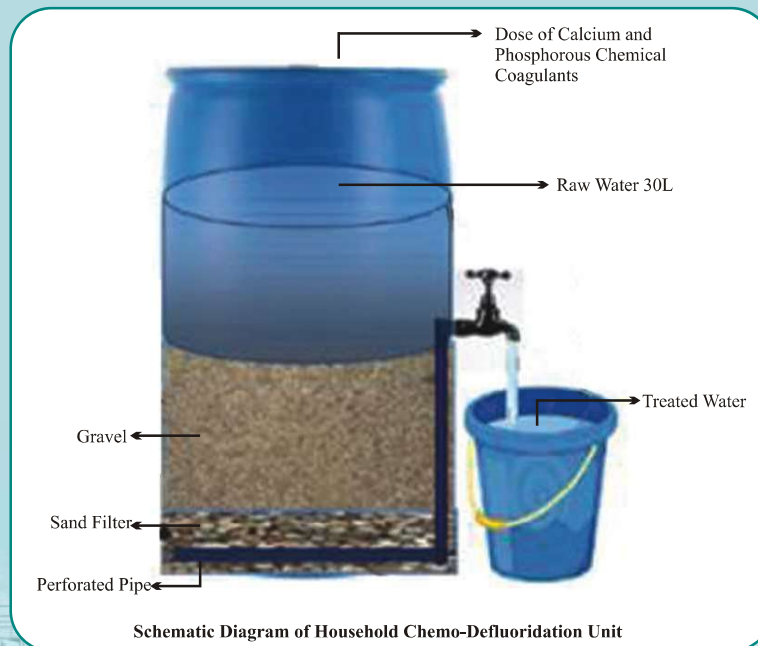 Dose of Calcium and
Phosphorous Chemical
Coagulants
Raw Water 30L
Treated Water
Gravel
Sand Filter
Perforated Pipe
Schematic Diagram of Household Chemo-Defluoridation Unit